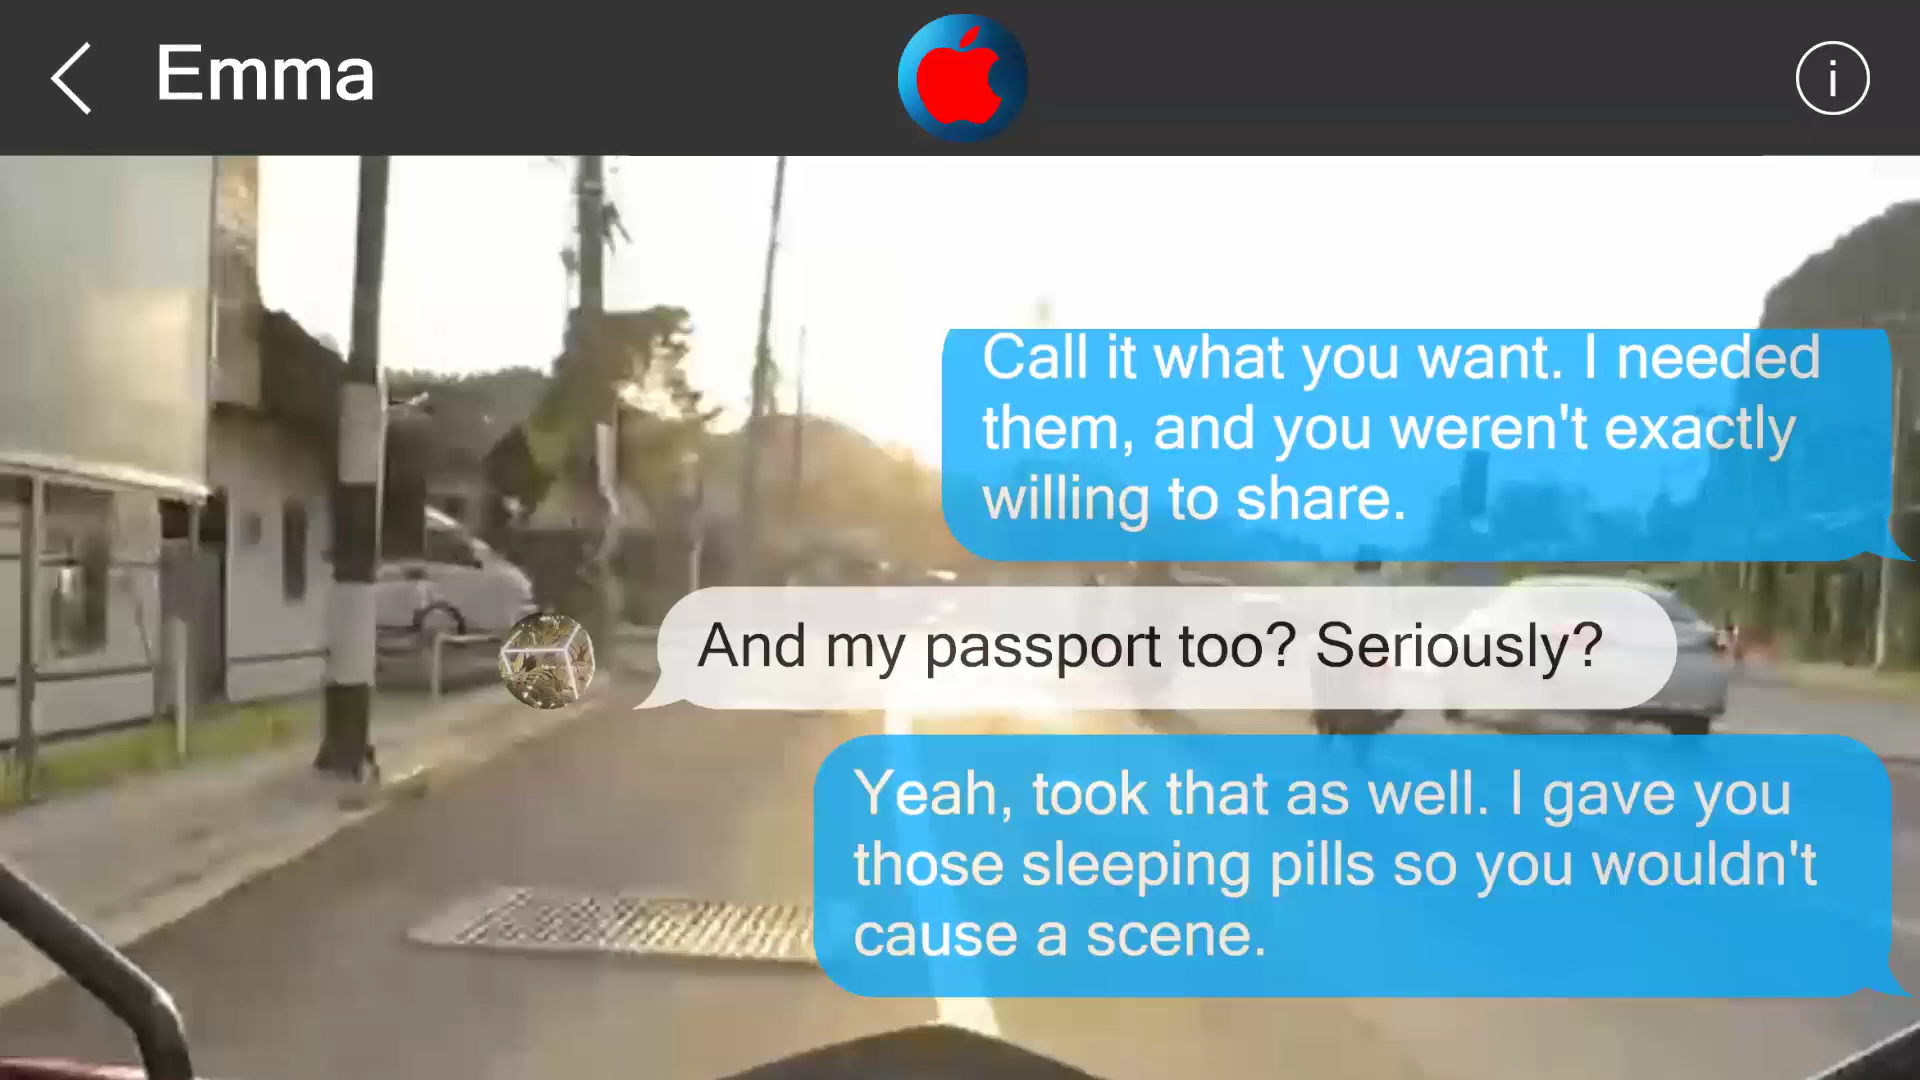 Emma
i
Call it what you want. I needed
them, and you weren't exactly
willing to share.
And my passport too? Seriously?
Yeah, took that as well. I gave you
those sleeping pills so you wouldn't
cause a scene.